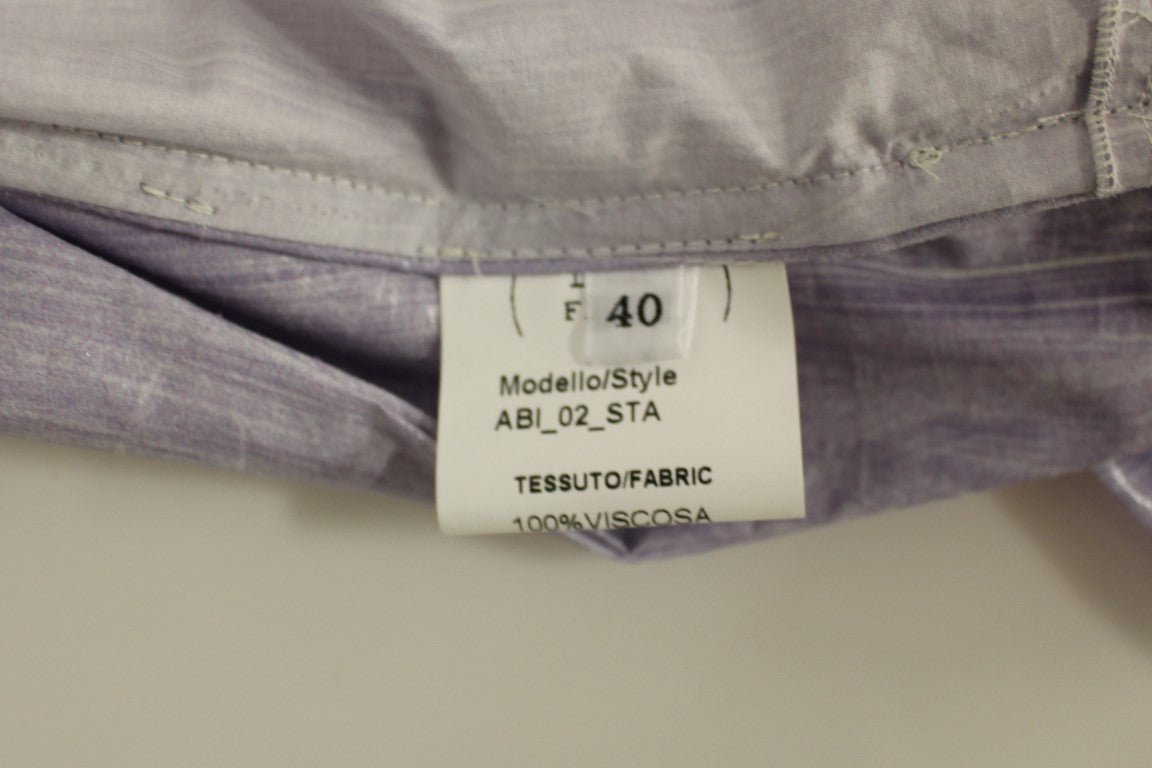 F. 40
Modello/Style
ABI_02_STA
TESSUTO/FABRIC
100%VISCOSA